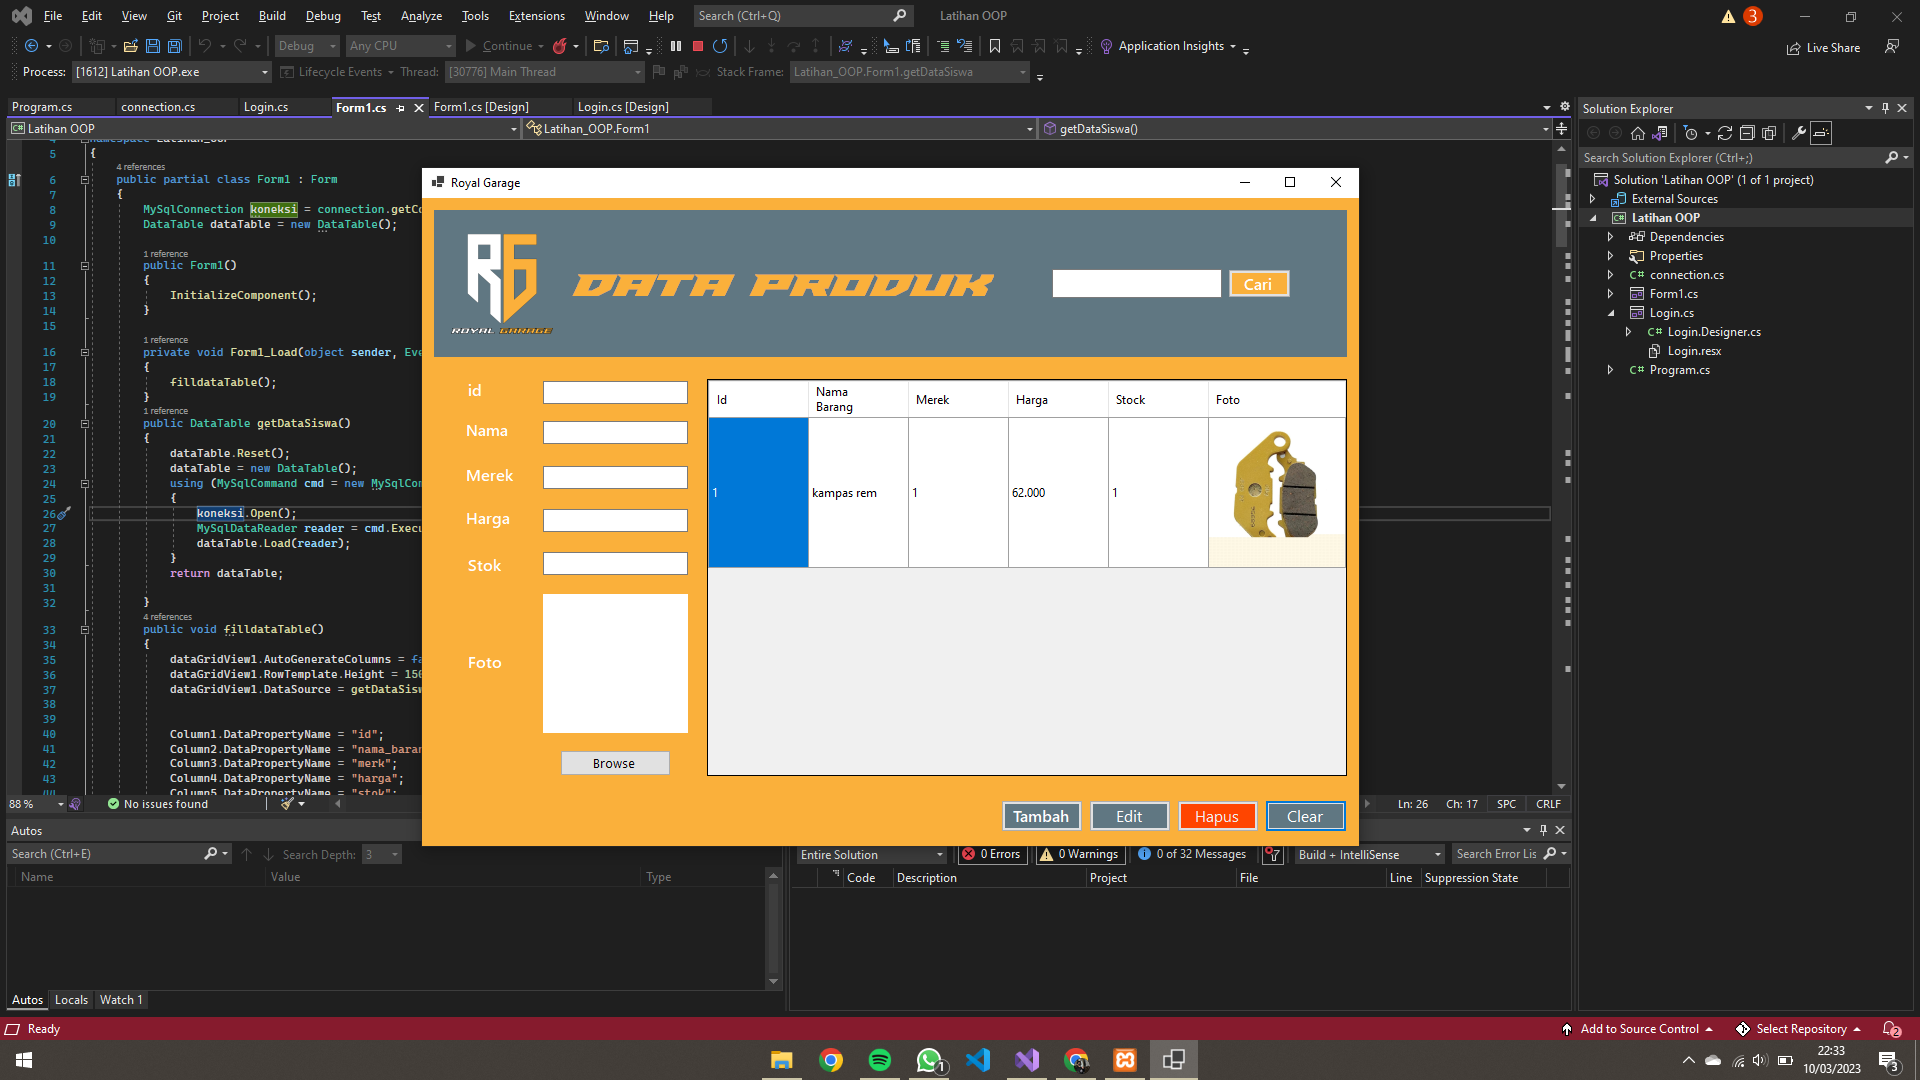 File Edit View Git Project Build Debug Test Analyze Tools Extensions Window Help Search (Ctrl+Q) Latihan OOP 3
Debug Any CPU Continue Application Insights Live Share
Process: [1612] Latihan OOP.exe Lifecycle Events Thread: [30776] Main Thread Stack Frame: Latihan_OOP.Form1.getDataSiswa
Program.cs connection.cs Login.cs Form1.cs Form1.cs [Design] Login.cs [Design]
Latihan OOP Latihan_OOP.Form1 getDataSiswa()
5 {
4 references
6 public partial class Form1 : Form
7 {
8 MySqlConnection koneksi = connection.getCo
9 DataTable dataTable = new DataTable();
10
1 reference
11 public Form1()
12 {
13 InitializeComponent();
14 }
15
1 reference
16 private void Form1_Load(object sender, Eve
17 {
18 filldataTable();
19 }
1 reference
20 public DataTable getDataSiswa()
21 {
22 dataTable.Reset();
23 dataTable = new DataTable();
24 using (MySqlCommand cmd = new MySqlCom
25 {
26 koneksi.Open();
27 MySqlDataReader reader = cmd.Execu
28 dataTable.Load(reader);
29 }
30 return dataTable;
31
32 }
4 references
33 public void filldataTable()
34 {
35 dataGridView1.AutoGenerateColumns = fa
36 dataGridView1.RowTemplate.Height = 150
37 dataGridView1.DataSource = getDataSisw
38
39
40 Column1.DataPropertyName = "id";
41 Column2.DataPropertyName = "nama_baran
42 Column3.DataPropertyName = "merk";
43 Column4.DataPropertyName = "harga";
44 Column5.DataPropertyName = "stok";
88 % No issues found Ln: 26 Ch: 17 SPC CRLF
Royal Garage
RG
ROYAL GARAGE
DATA PRODUK
Cari
id
Nama
Merek
Harga
Stok
Foto
Browse
Id Nama Barang Merek Harga Stock Foto
1 kampas rem 1 62.000 1
Tambah Edit Hapus Clear
Solution Explorer
Search Solution Explorer (Ctrl+;)
Solution 'Latihan OOP' (1 of 1 project)
External Sources
C# Latihan OOP
Dependencies
Properties
C# connection.cs
Form1.cs
Login.cs
C# Login.Designer.cs
Login.resx
C# Program.cs
Autos
Search (Ctrl+E) Search Depth: 3
Name Value Type
Autos Locals Watch 1
Entire Solution 0 Errors 0 Warnings 0 of 32 Messages Build + IntelliSense Search Error Lis
Code Description Project File Line Suppression State
Ready Add to Source Control Select Repository 2
1 22:33
10/03/2023 3